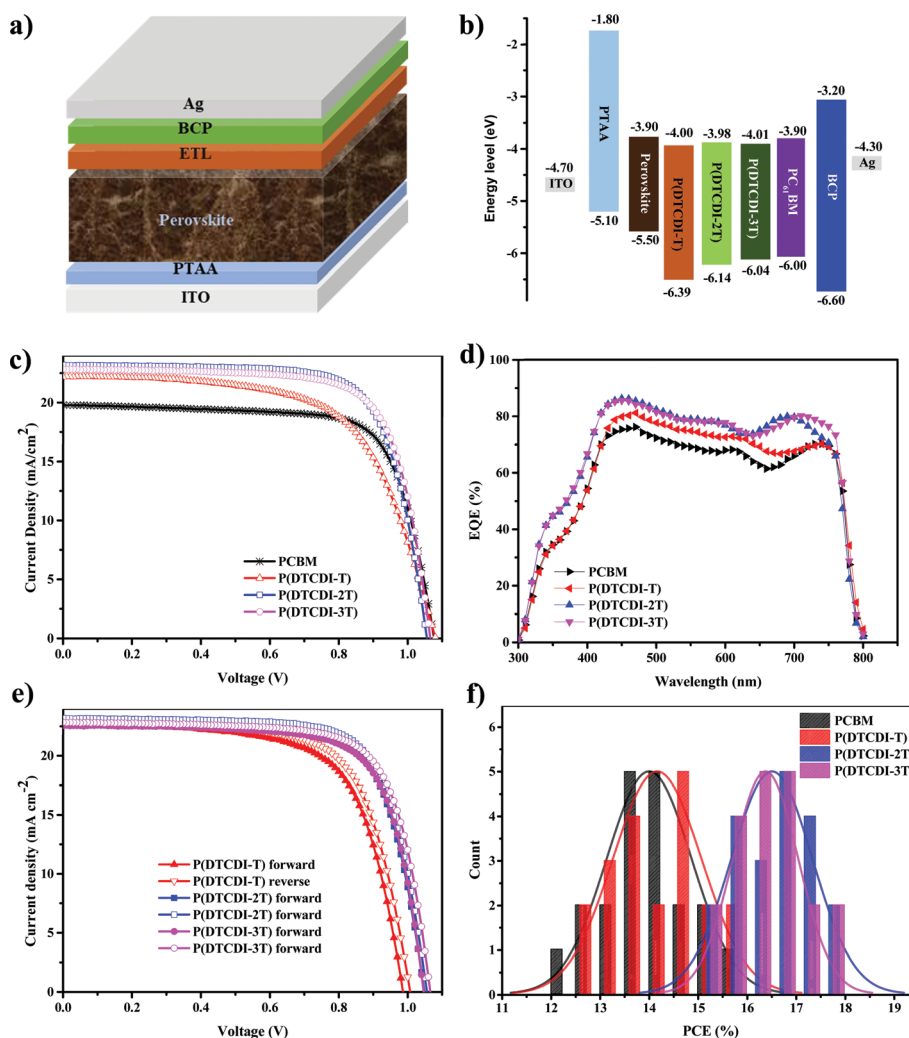 a)
Ag
BCP
ETL
Perovskite
PTAA
ITO
b)
Energy level (eV)
-2
-3
-4
-5
-6
-4.70
ITO
-1.80
PTAA
-5.10
-3.90
Perovskite
-5.50
-4.00
P(DTCDI-T)
-6.39
-3.98
P(DTCDI-2T)
-6.14
-4.01
P(DTCDI-3T)
-6.04
-3.90
PC61BM
-6.00
-3.20
BCP
-6.60
-4.30
Ag
c)
Current Density (mA/cm2)
20
15
10
5
0
PCBM
P(DTCDI-T)
P(DTCDI-2T)
P(DTCDI-3T)
0.0 0.2 0.4 0.6 0.8 1.0
Voltage (V)
d)
EQE (%)
100
80
60
40
20
0
PCBM
P(DTCDI-T)
P(DTCDI-2T)
P(DTCDI-3T)
300 400 500 600 700 800
Wavelength (nm)
e)
Current density (mA cm-2)
20
15
10
5
0
P(DTCDI-T) forward
P(DTCDI-T) reverse
P(DTCDI-2T) forward
P(DTCDI-2T) forward
P(DTCDI-3T) forward
P(DTCDI-3T) forward
0.0 0.2 0.4 0.6 0.8 1.0
Voltage (V)
f)
Count
6
5
4
3
2
1
0
PCBM
P(DTCDI-T)
P(DTCDI-2T
P(DTCDI-3T
11 12 13 14 15 16 17 18 19
PCE (%)